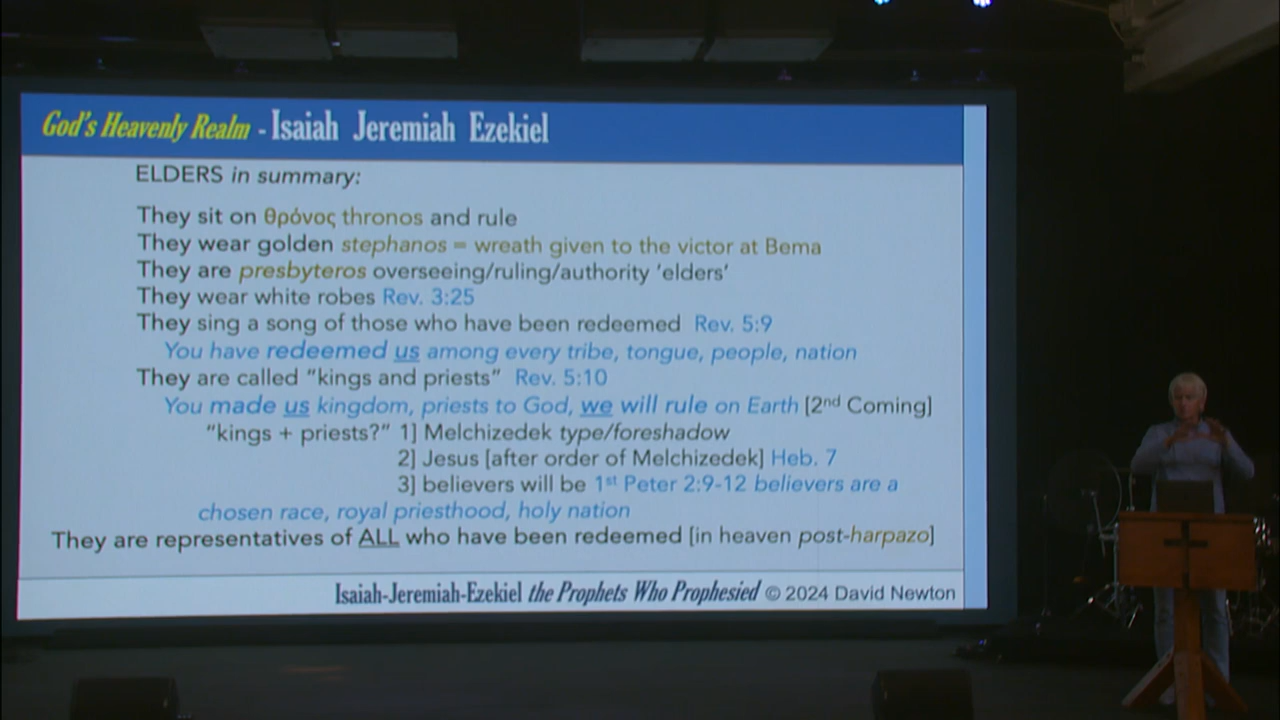 God's Heavenly Realm - Isaiah Jeremiah Ezekiel
ELDERS in summary:
They sit on θρόνος thronos and rule
They wear golden stephanos = wreath given to the victor at Bema
They are presbyteros overseeing/ruling/authority 'elders'
They wear white robes Rev. 3:25
They sing a song of those who have been redeemed Rev. 5:9
You have redeemed us among every tribe, tongue, people, nation
They are called "kings and priests" Rev. 5:10
You made us kingdom, priests to God, we will rule on Earth [2nd Coming]
"kings + priests?" 1] Melchizedek type/foreshadow
2] Jesus [after order of Melchizedek] Heb. 7
3] believers will be 1st Peter 2:9-12 believers are a
chosen race, royal priesthood, holy nation
They are representatives of ALL who have been redeemed [in heaven post-harpazo]
Isaiah-Jeremiah-Ezekiel the Prophets Who Prophesied © 2024 David Newton